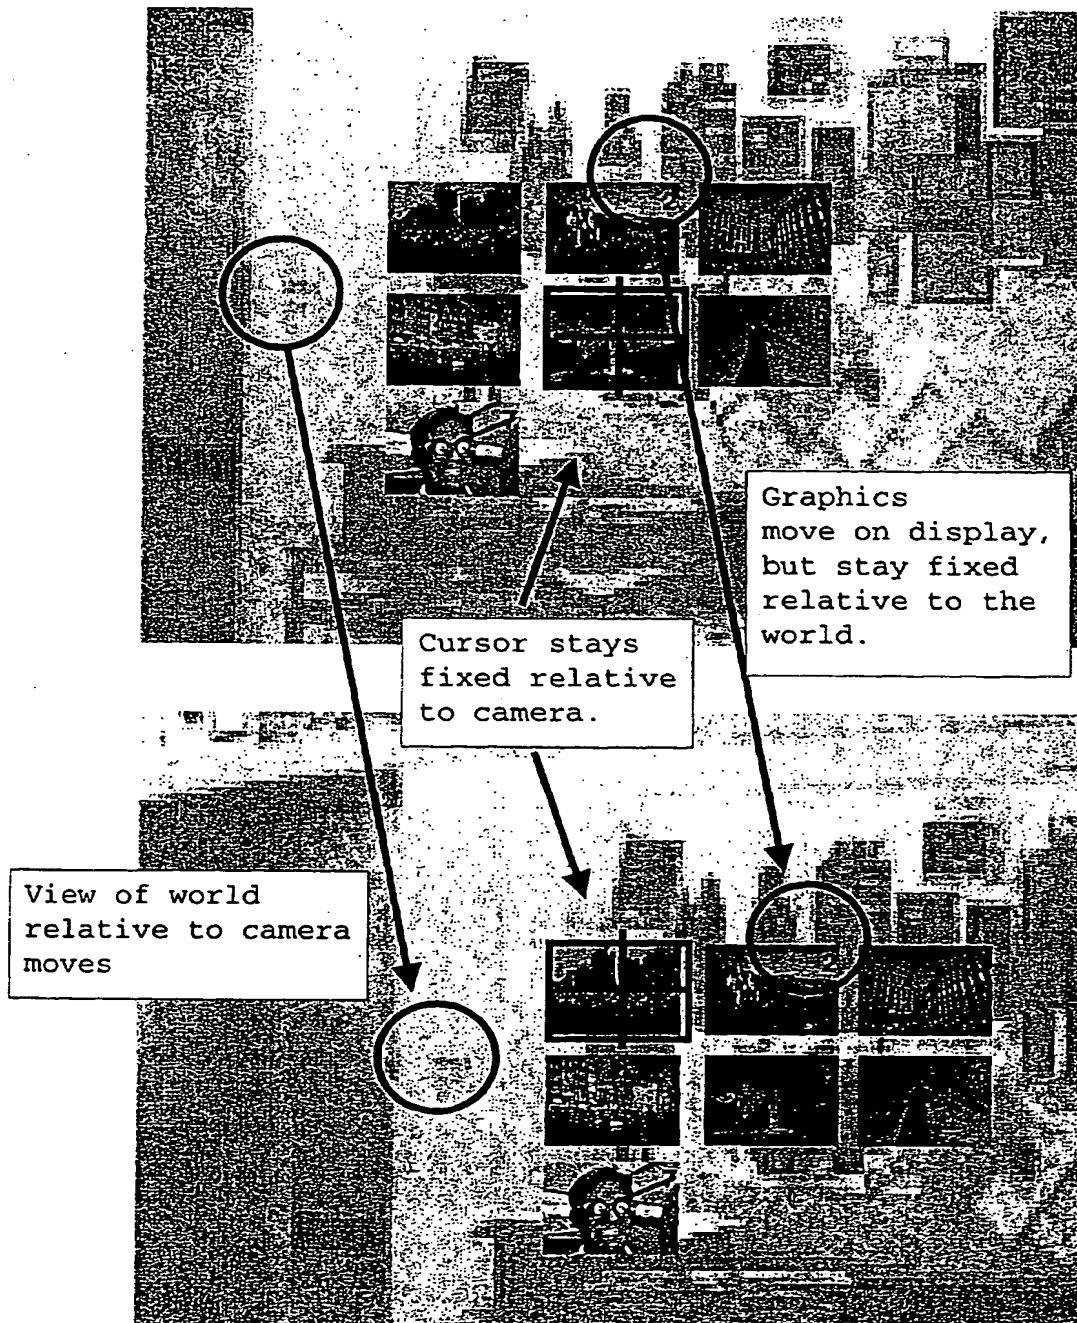 Graphics
move on display,
but stay fixed
relative to the
world.
Cursor stays
fixed relative
to camera.
View of world
relative to camera
moves